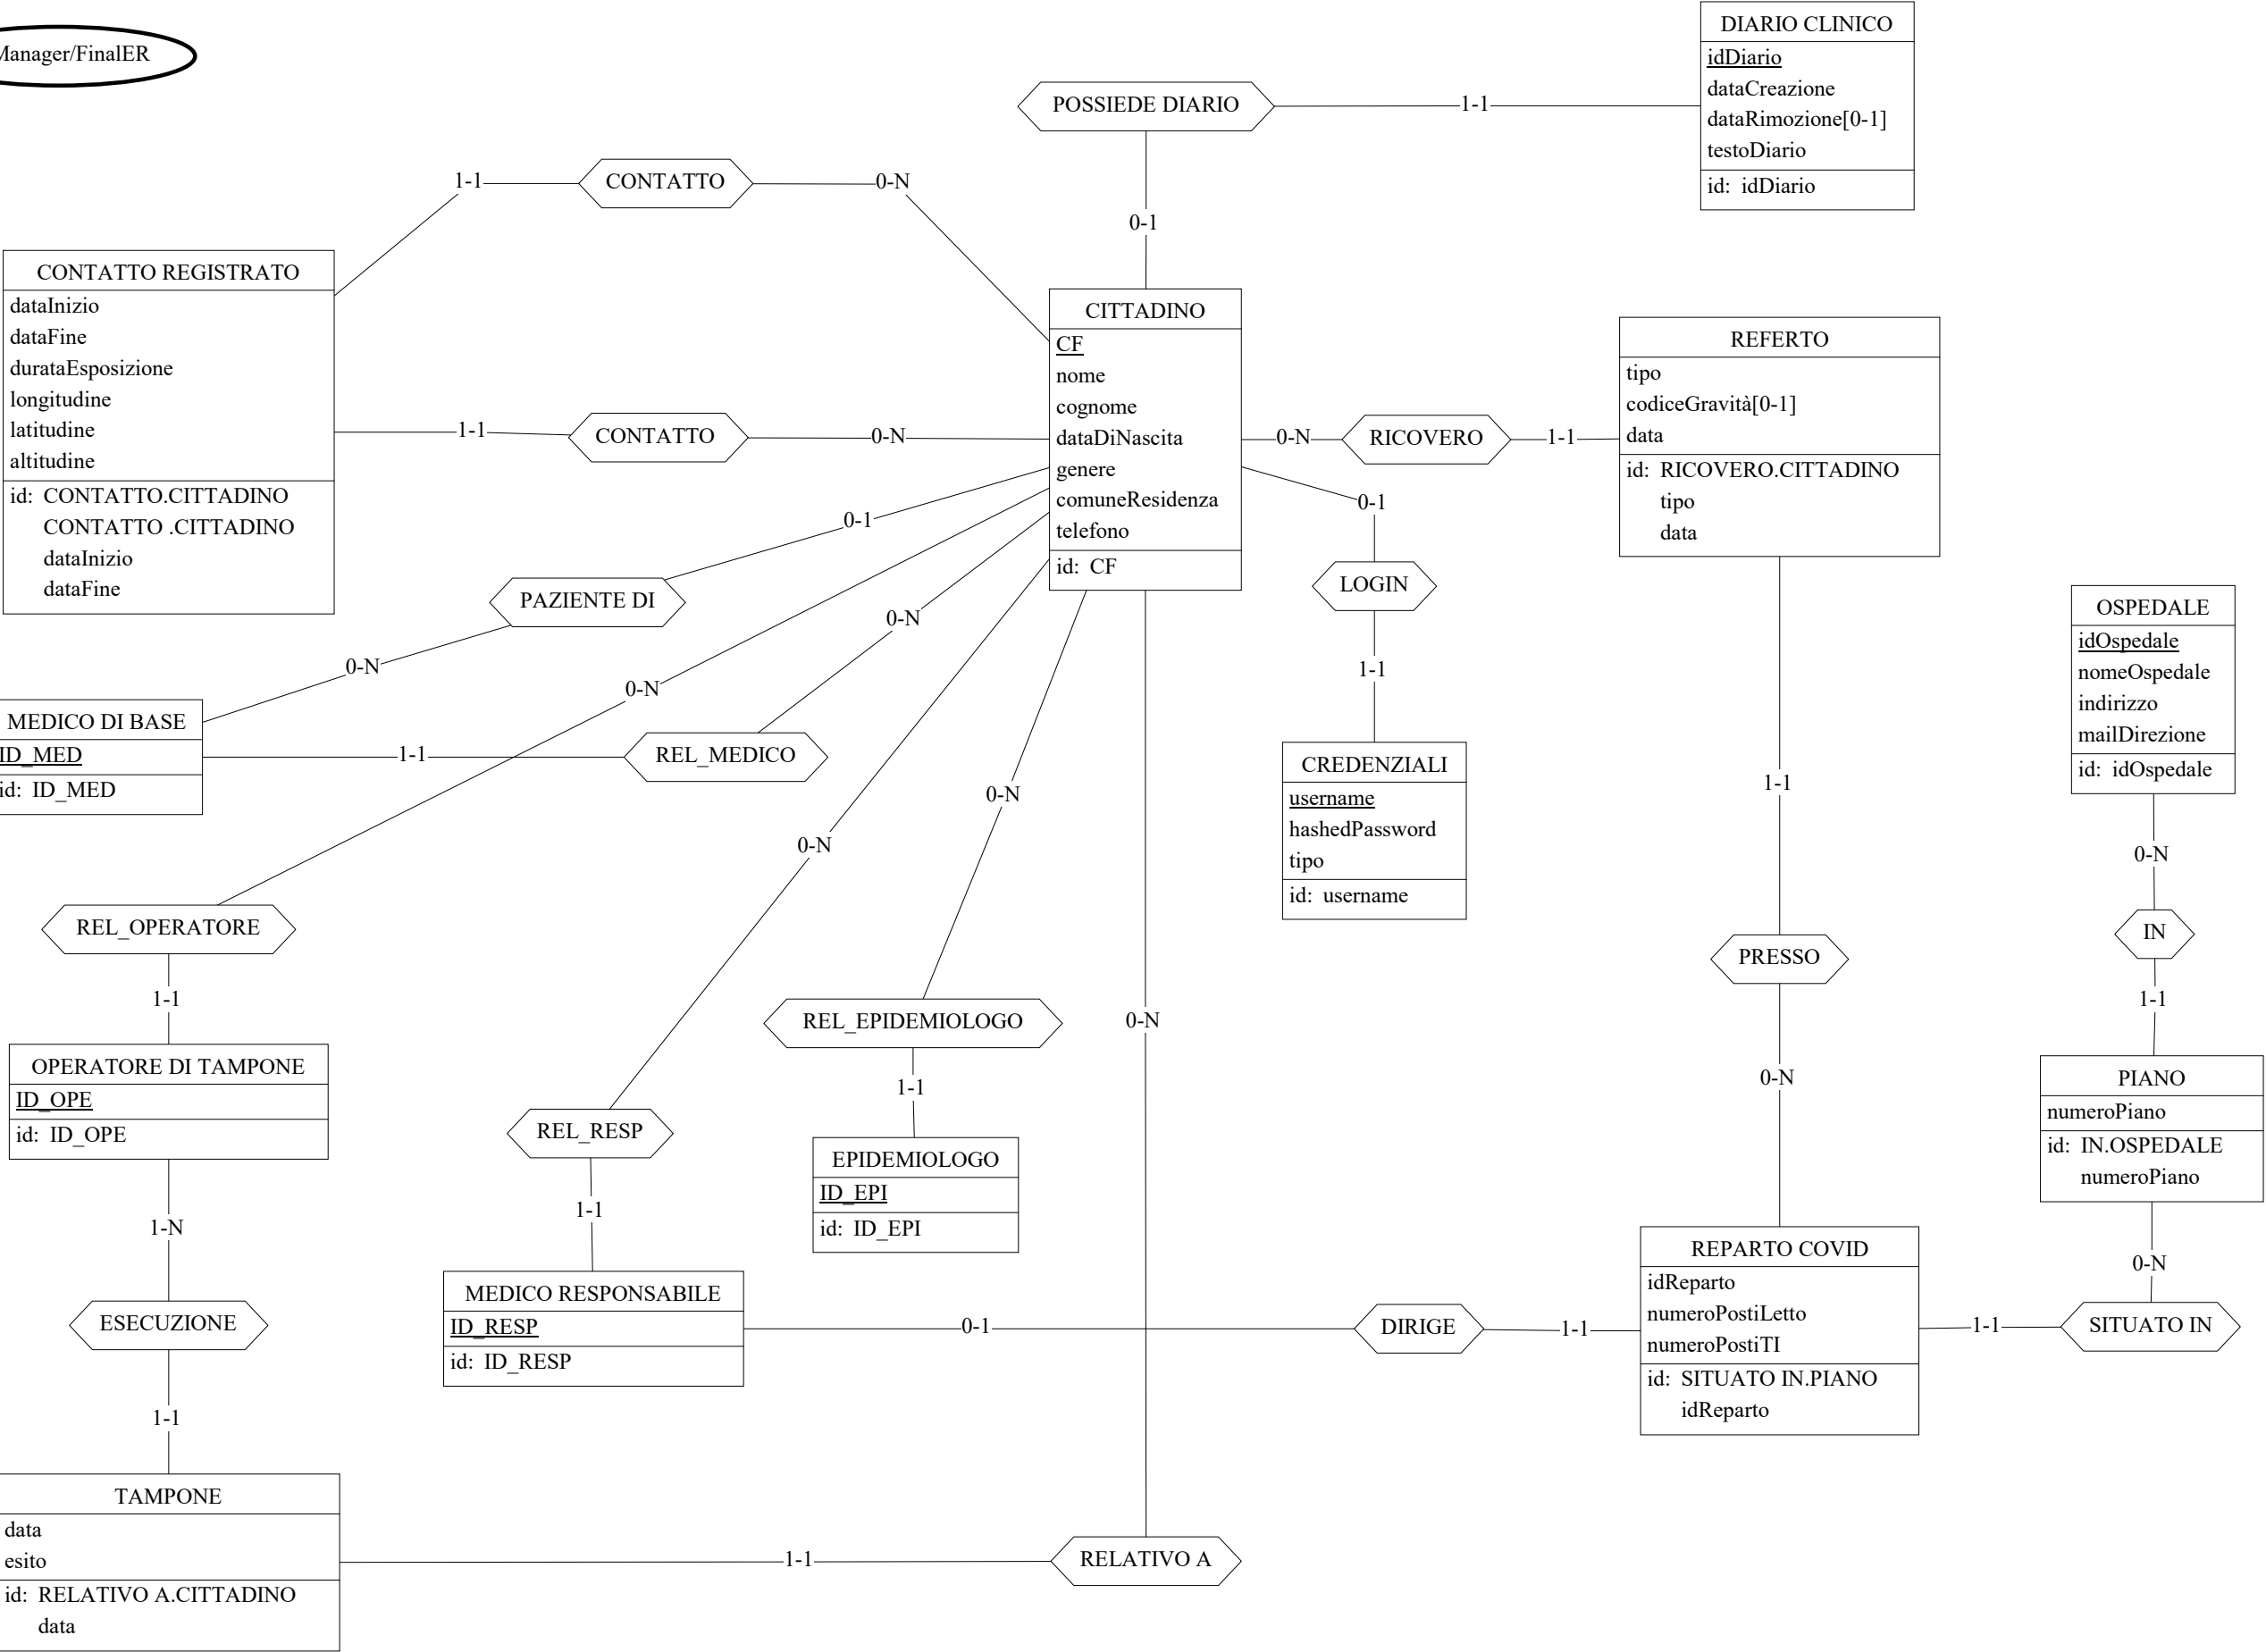 Manager/FinalER
DIARIO CLINICO
idDiario
dataCreazione
dataRimozione[0-1]
testoDiario
id: idDiario
POSSIEDE DIARIO
1-1
0-1
1-1
CONTATTO
0-N
CONTATTO REGISTRATO
dataInizio
dataFine
durataEsposizione
longitudine
latitudine
altitudine
id: CONTATTO.CITTADINO
CONTATTO .CITTADINO
dataInizio
dataFine
1-1
CONTATTO
0-N
CITTADINO
CF
nome
cognome
dataDiNascita
genere
comuneResidenza
telefono
id: CF
0-N
RICOVERO
1-1
REFERTO
tipo
codiceGravità[0-1]
data
id: RICOVERO.CITTADINO
tipo
data
0-1
LOGIN
1-1
CREDENZIALI
username
hashedPassword
tipo
id: username
0-1
PAZIENTE DI
0-N
MEDICO DI BASE
ID_MED
id: ID_MED
1-1
REL_MEDICO
0-N
0-N
REL_OPERATORE
1-1
OPERATORE DI TAMPONE
ID_OPE
id: ID_OPE
1-N
ESECUZIONE
1-1
TAMPONE
data
esito
id: RELATIVO A.CITTADINO
data
1-1
RELATIVO A
0-N
0-N
REL_EPIDEMIOLOGO
1-1
EPIDEMIOLOGO
ID_EPI
id: ID_EPI
0-N
REL_RESP
1-1
MEDICO RESPONSABILE
ID_RESP
id: ID_RESP
0-1
DIRIGE
1-1
REPARTO COVID
idReparto
numeroPostiLetto
numeroPostiTI
id: SITUATO IN.PIANO
idReparto
1-1
PRESSO
0-N
1-1
SITUATO IN
0-N
PIANO
numeroPiano
id: IN.OSPEDALE
numeroPiano
1-1
IN
0-N
OSPEDALE
idOspedale
nomeOspedale
indirizzo
mailDirezione
id: idOspedale